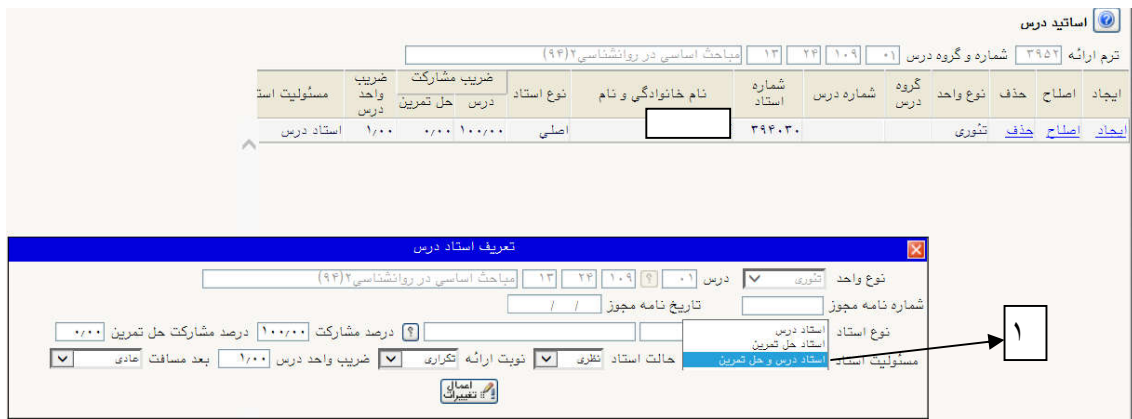 اساتید درس
ترم ارائه ۳۹۵۲ شماره و گروه درس ۰۱ ۱۰۹ ۲۴ ۱۳ مباحث اساسی در روانشناسی۲(۹۴)
ایجاد اصلاح حذف نوع واحد گروه درس شماره درس شماره استاد نام خانوادگی و نام نوع استاد ضریب مشارکت درس حل تمرین ضریب واحد درس مسئولیت است
ایجاد اصلاح حذف تئوری ۳۹۴۰۳۰ اصلی ۱۰۰/۰۰ ۰/۰۰ ۱/۰۰ استاد درس
تعریف استاد درس
نوع واحد تئوری درس ۰۱ ؟ ۱۰۹ ۲۴ ۱۳ مباحث اساسی در روانشناسی۲(۹۴)
شماره نامه مجوز تاریخ نامه مجوز / /
نوع استاد ؟ درصد مشارکت ۱۰۰/۰۰ درصد مشارکت حل تمرین ۰/۰۰
استاد درس
استاد حل تمرین
استاد درس و حل تمرین
مسئولیت استاد حالت استاد نظری نوبت ارائه تکراری ضریب واحد درس ۱/۰۰ بعد مسافت عادی
اعمال تغییرات
۱